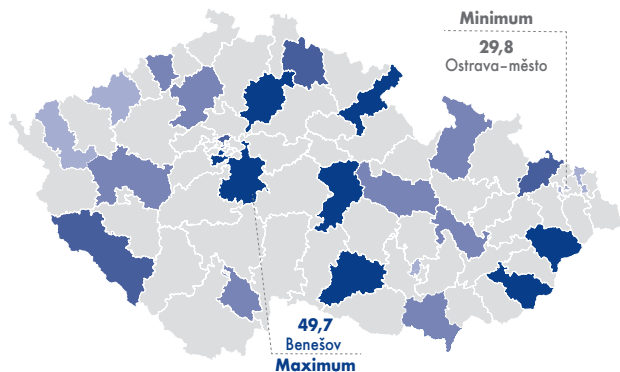 Minimum
29,8
Ostrava–město
49,7
Benešov
Maximum